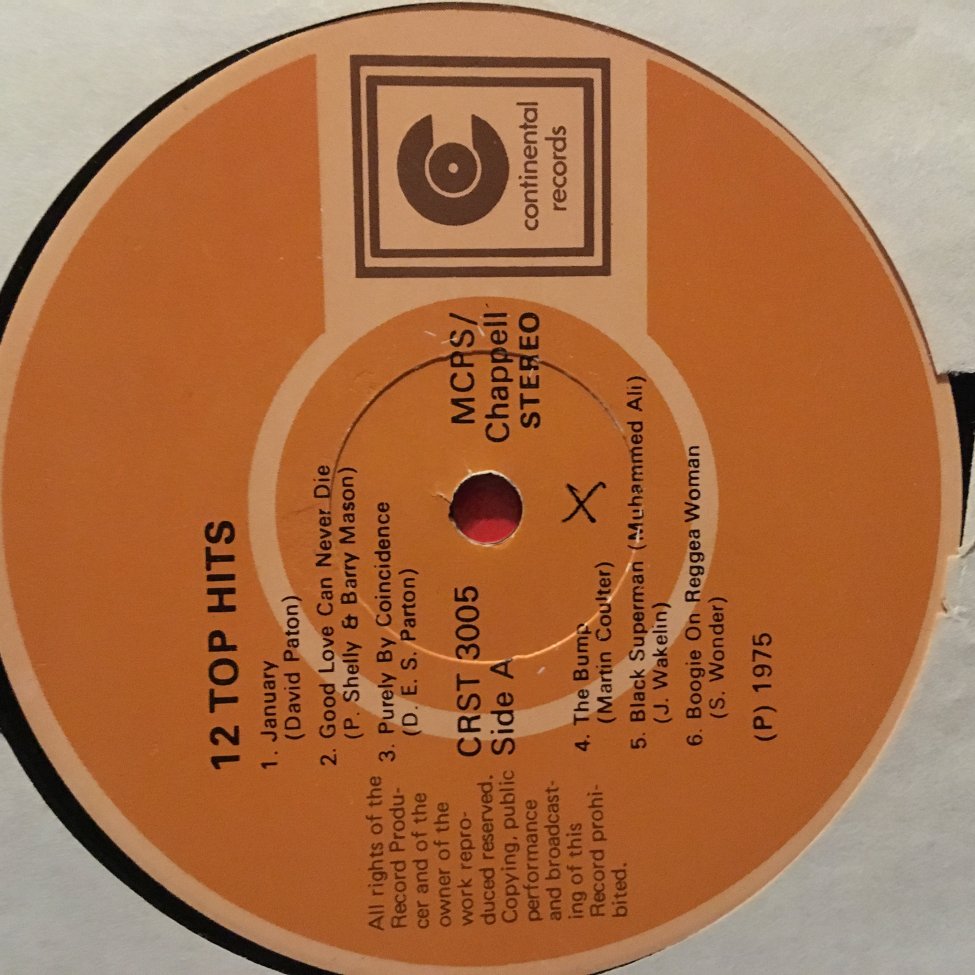 12 TOP HITS
1. January
(David Paton)
2. Good Love Can Never Die
(P. Shelly & Barry Mason)
3. Purely By Coincidence
(D. E. S. Parton)
CRST 3005
Side A
MCPS/
Chappell
STEREO
X
4. The Bump
(Martin Coulter)
5. Black Superman (Muhammed Ali)
(J. Wakelin)
6. Boogie On Reggea Woman
(S. Wonder)
(P) 1975
All rights of the
Record Produ-
cer and of the
owner of the
work repro-
duced reserved.
Copying, public
performance
and broadcast-
ing of this
Record prohi-
bited.
continental
records